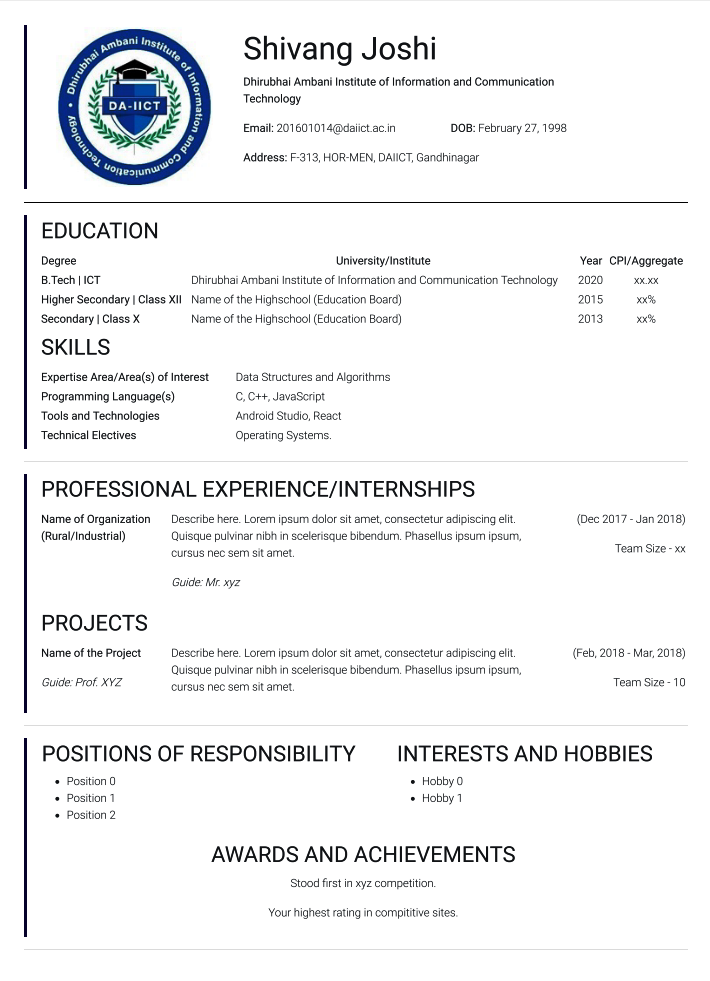 Dhirubhai Ambani Institute of Information and Communication Technology
DA-IICT
Shivang Joshi
Dhirubhai Ambani Institute of Information and Communication
Technology
Email: 201601014@daiict.ac.in DOB: February 27, 1998
Address: F-313, HOR-MEN, DAIICT, Gandhinagar
EDUCATION
Degree University/Institute Year CPI/Aggregate
B.Tech | ICT Dhirubhai Ambani Institute of Information and Communication Technology 2020 xx.xx
Higher Secondary | Class XII Name of the Highschool (Education Board) 2015 xx%
Secondary | Class X Name of the Highschool (Education Board) 2013 xx%
SKILLS
Expertise Area/Area(s) of Interest Data Structures and Algorithms
Programming Language(s) C, C++, JavaScript
Tools and Technologies Android Studio, React
Technical Electives Operating Systems.
PROFESSIONAL EXPERIENCE/INTERNSHIPS
Name of Organization Describe here. Lorem ipsum dolor sit amet, consectetur adipiscing elit. (Dec 2017 - Jan 2018)
(Rural/Industrial) Quisque pulvinar nibh in scelerisque bibendum. Phasellus ipsum ipsum,
cursus nec sem sit amet. Team Size - xx
Guide: Mr. xyz
PROJECTS
Name of the Project Describe here. Lorem ipsum dolor sit amet, consectetur adipiscing elit. (Feb, 2018 - Mar, 2018)
Quisque pulvinar nibh in scelerisque bibendum. Phasellus ipsum ipsum,
Guide: Prof. XYZ cursus nec sem sit amet. Team Size - 10
POSITIONS OF RESPONSIBILITY
• Position 0
• Position 1
• Position 2
INTERESTS AND HOBBIES
• Hobby 0
• Hobby 1
AWARDS AND ACHIEVEMENTS
Stood first in xyz competition.
Your highest rating in compititive sites.